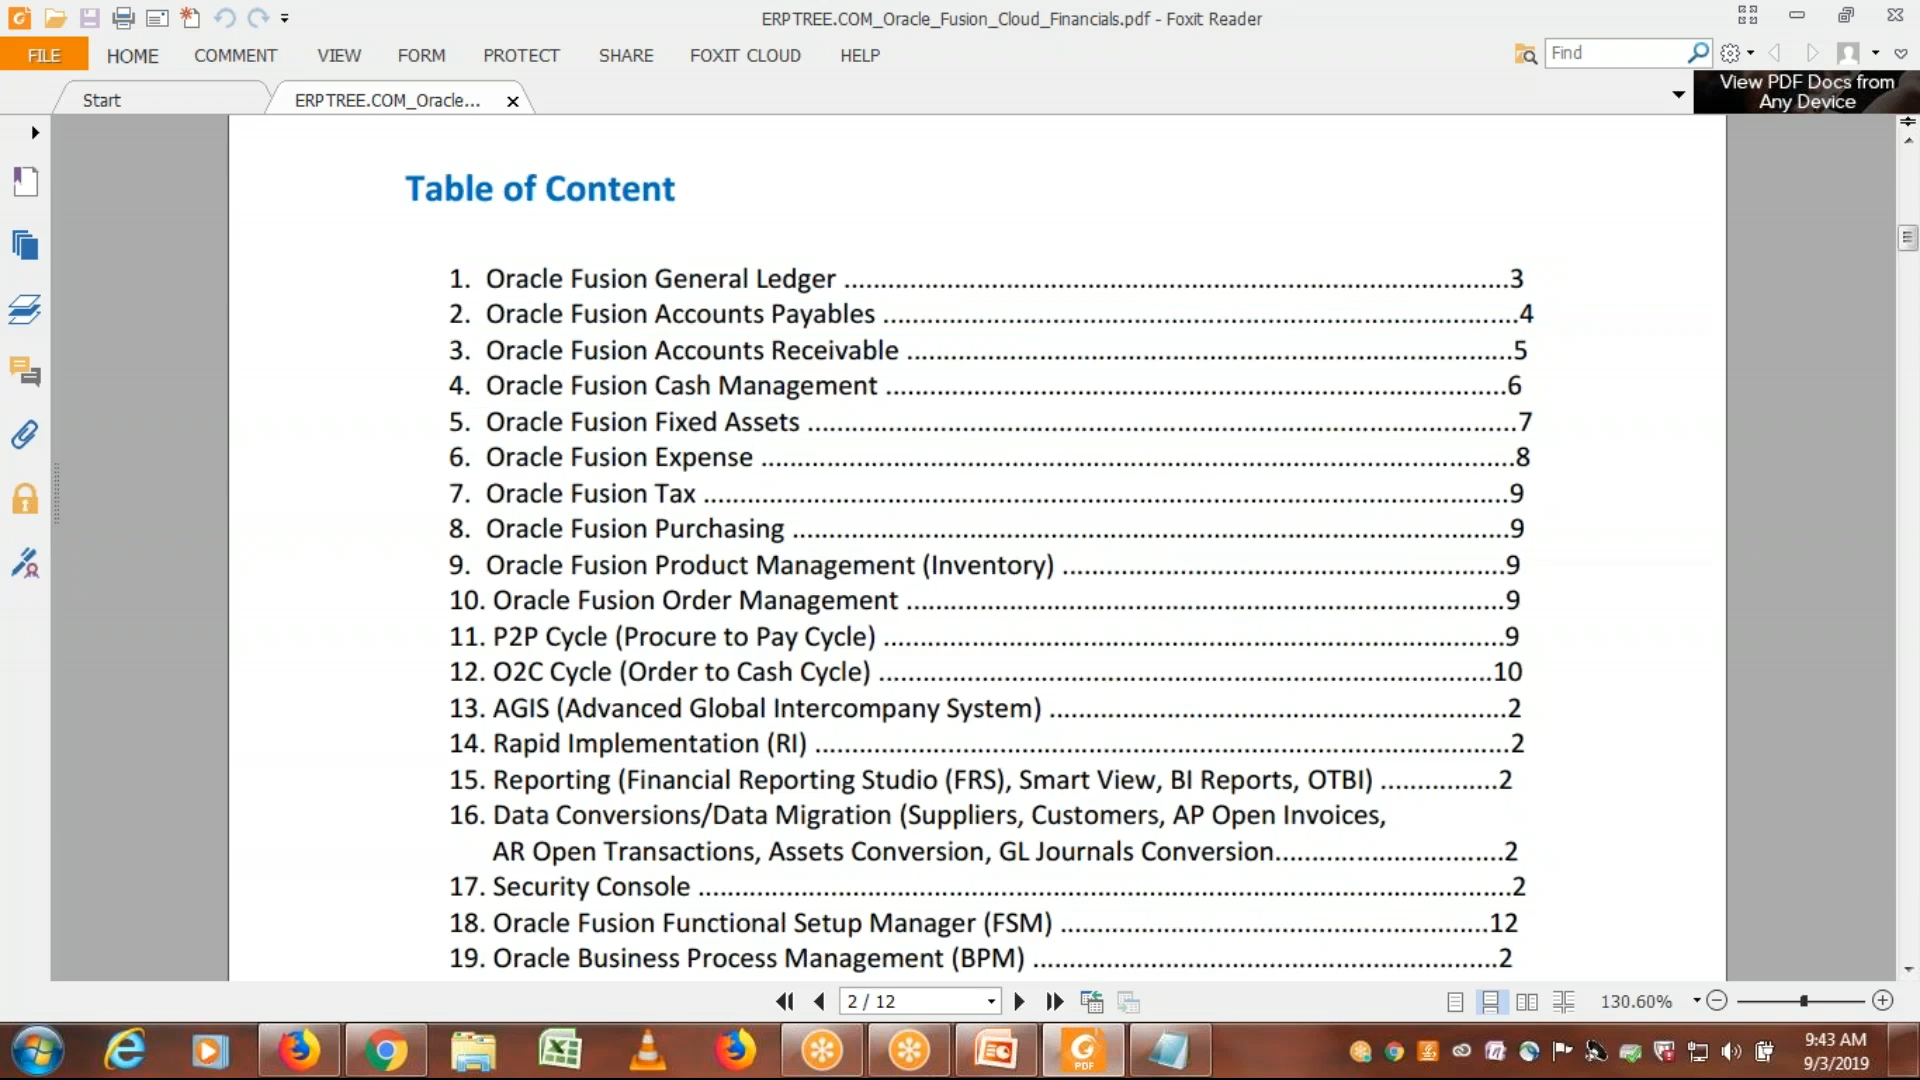 ERPTREE.COM_Oracle_Fusion_Cloud_Financials.pdf - Foxit Reader
FILE HOME COMMENT VIEW FORM PROTECT SHARE FOXIT CLOUD HELP
Find
View PDF Docs from
Any Device
Start
ERPTREE.COM_Oracle...
Table of Content
1. Oracle Fusion General Ledger ..........................................................................................3
2. Oracle Fusion Accounts Payables ......................................................................................4
3. Oracle Fusion Accounts Receivable ..................................................................................5
4. Oracle Fusion Cash Management .....................................................................................6
5. Oracle Fusion Fixed Assets ................................................................................................7
6. Oracle Fusion Expense ......................................................................................................8
7. Oracle Fusion Tax .............................................................................................................9
8. Oracle Fusion Purchasing .................................................................................................9
9. Oracle Fusion Product Management (Inventory) ............................................................9
10. Oracle Fusion Order Management .................................................................................9
11. P2P Cycle (Procure to Pay Cycle) ....................................................................................9
12. O2C Cycle (Order to Cash Cycle) ...................................................................................10
13. AGIS (Advanced Global Intercompany System) ..............................................................2
14. Rapid Implementation (RI) ..............................................................................................2
15. Reporting (Financial Reporting Studio (FRS), Smart View, BI Reports, OTBI) ................2
16. Data Conversions/Data Migration (Suppliers, Customers, AP Open Invoices,
AR Open Transactions, Assets Conversion, GL Journals Conversion...............................2
17. Security Console ..............................................................................................................2
18. Oracle Fusion Functional Setup Manager (FSM) ..........................................................12
19. Oracle Business Process Management (BPM) ...............................................................2
2 / 12
130.60%
PDF
9:43 AM
9/3/2019